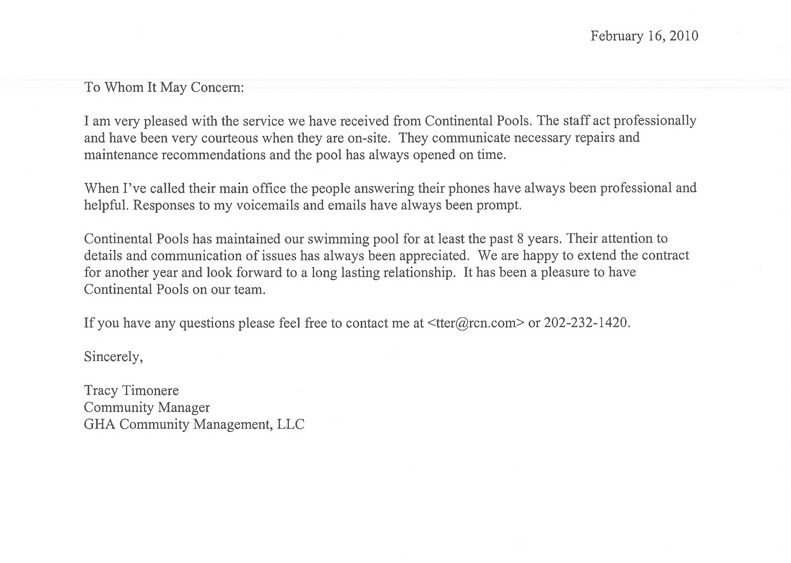 February 16, 2010
To Whom It May Concern:
I am very pleased with the service we have received from Continental Pools. The staff act professionally
and have been very courteous when they are on-site.  They communicate necessary repairs and
maintenance recommendations and the pool has always opened on time.
When I've called their main office the people answering their phones have always been professional and
helpful. Responses to my voicemails and emails have always been prompt.
Continental Pools has maintained our swimming pool for at least the past 8 years. Their attention to
details and communication of issues has always been appreciated.  We are happy to extend the contract
for another year and look forward to a long lasting relationship.  It has been a pleasure to have
Continental Pools on our team.
If you have any questions please feel free to contact me at <tter@rcn.com> or 202-232-1420.
Sincerely,
Tracy Timonere
Community Manager
GHA Community Management, LLC